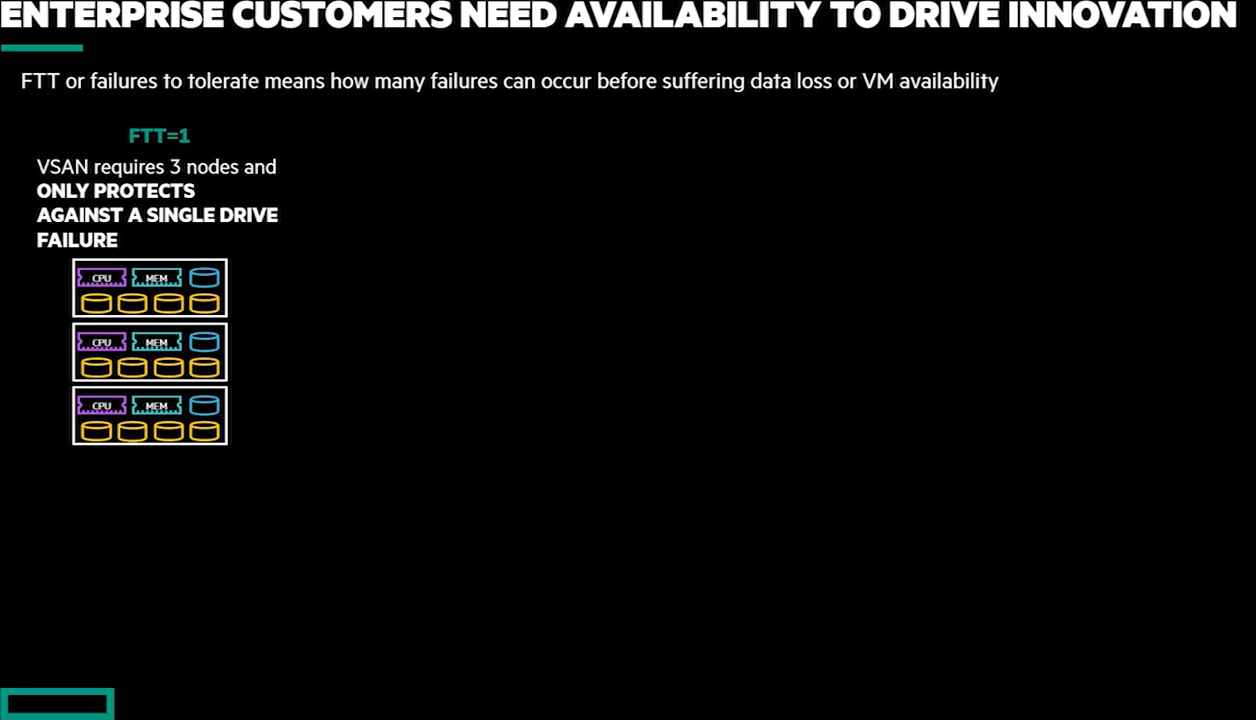 ENTERPRISE CUSTOMERS NEED AVAILABILITY TO DRIVE INNOVATION
FTT or failures to tolerate means how many failures can occur before suffering data loss or VM availability
FTT=1
VSAN requires 3 nodes and
ONLY PROTECTS
AGAINST A SINGLE DRIVE
FAILURE
CPU MEM
CPU MEM
CPU MEM